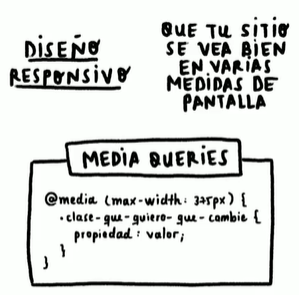 DISEÑO
RESPONSIVO
QUE TU SITIO
SE VEA BIEN
EN VARIAS
MEDIDAS DE
PANTALLA
MEDIA QUERIES
@media (max-width: 325px) {
.clase-que-quiero-que-cambie {
propiedad: valor;
}
}